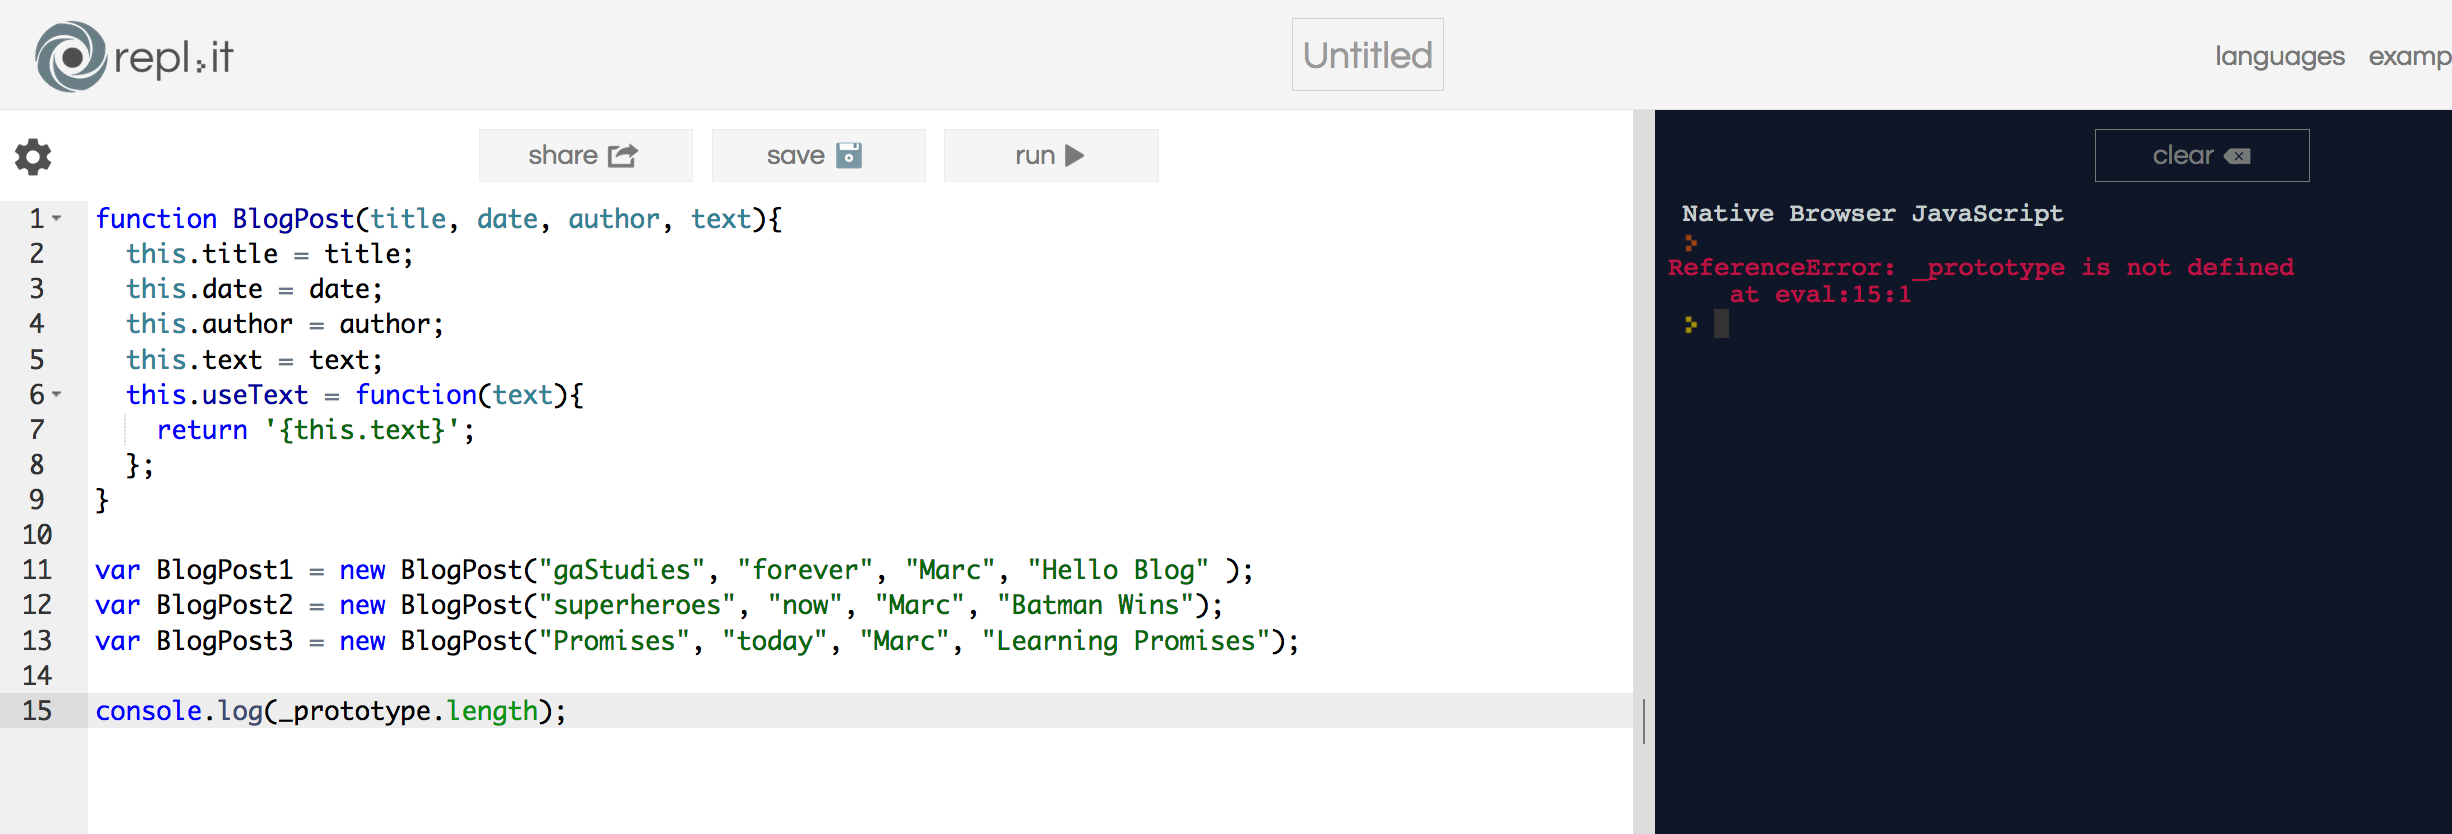 repl.it
Untitled
languages examp
share save run clear
1 function BlogPost(title, date, author, text){
2 this.title = title;
3 this.date = date;
4 this.author = author;
5 this.text = text;
6 this.useText = function(text){
7 return '{this.text}';
8 };
9 }
10
11 var BlogPost1 = new BlogPost("gaStudies", "forever", "Marc", "Hello Blog" );
12 var BlogPost2 = new BlogPost("superheroes", "now", "Marc", "Batman Wins");
13 var BlogPost3 = new BlogPost("Promises", "today", "Marc", "Learning Promises");
14
15 console.log(_prototype.length);
Native Browser JavaScript
>
ReferenceError: _prototype is not defined
at eval:15:1
>